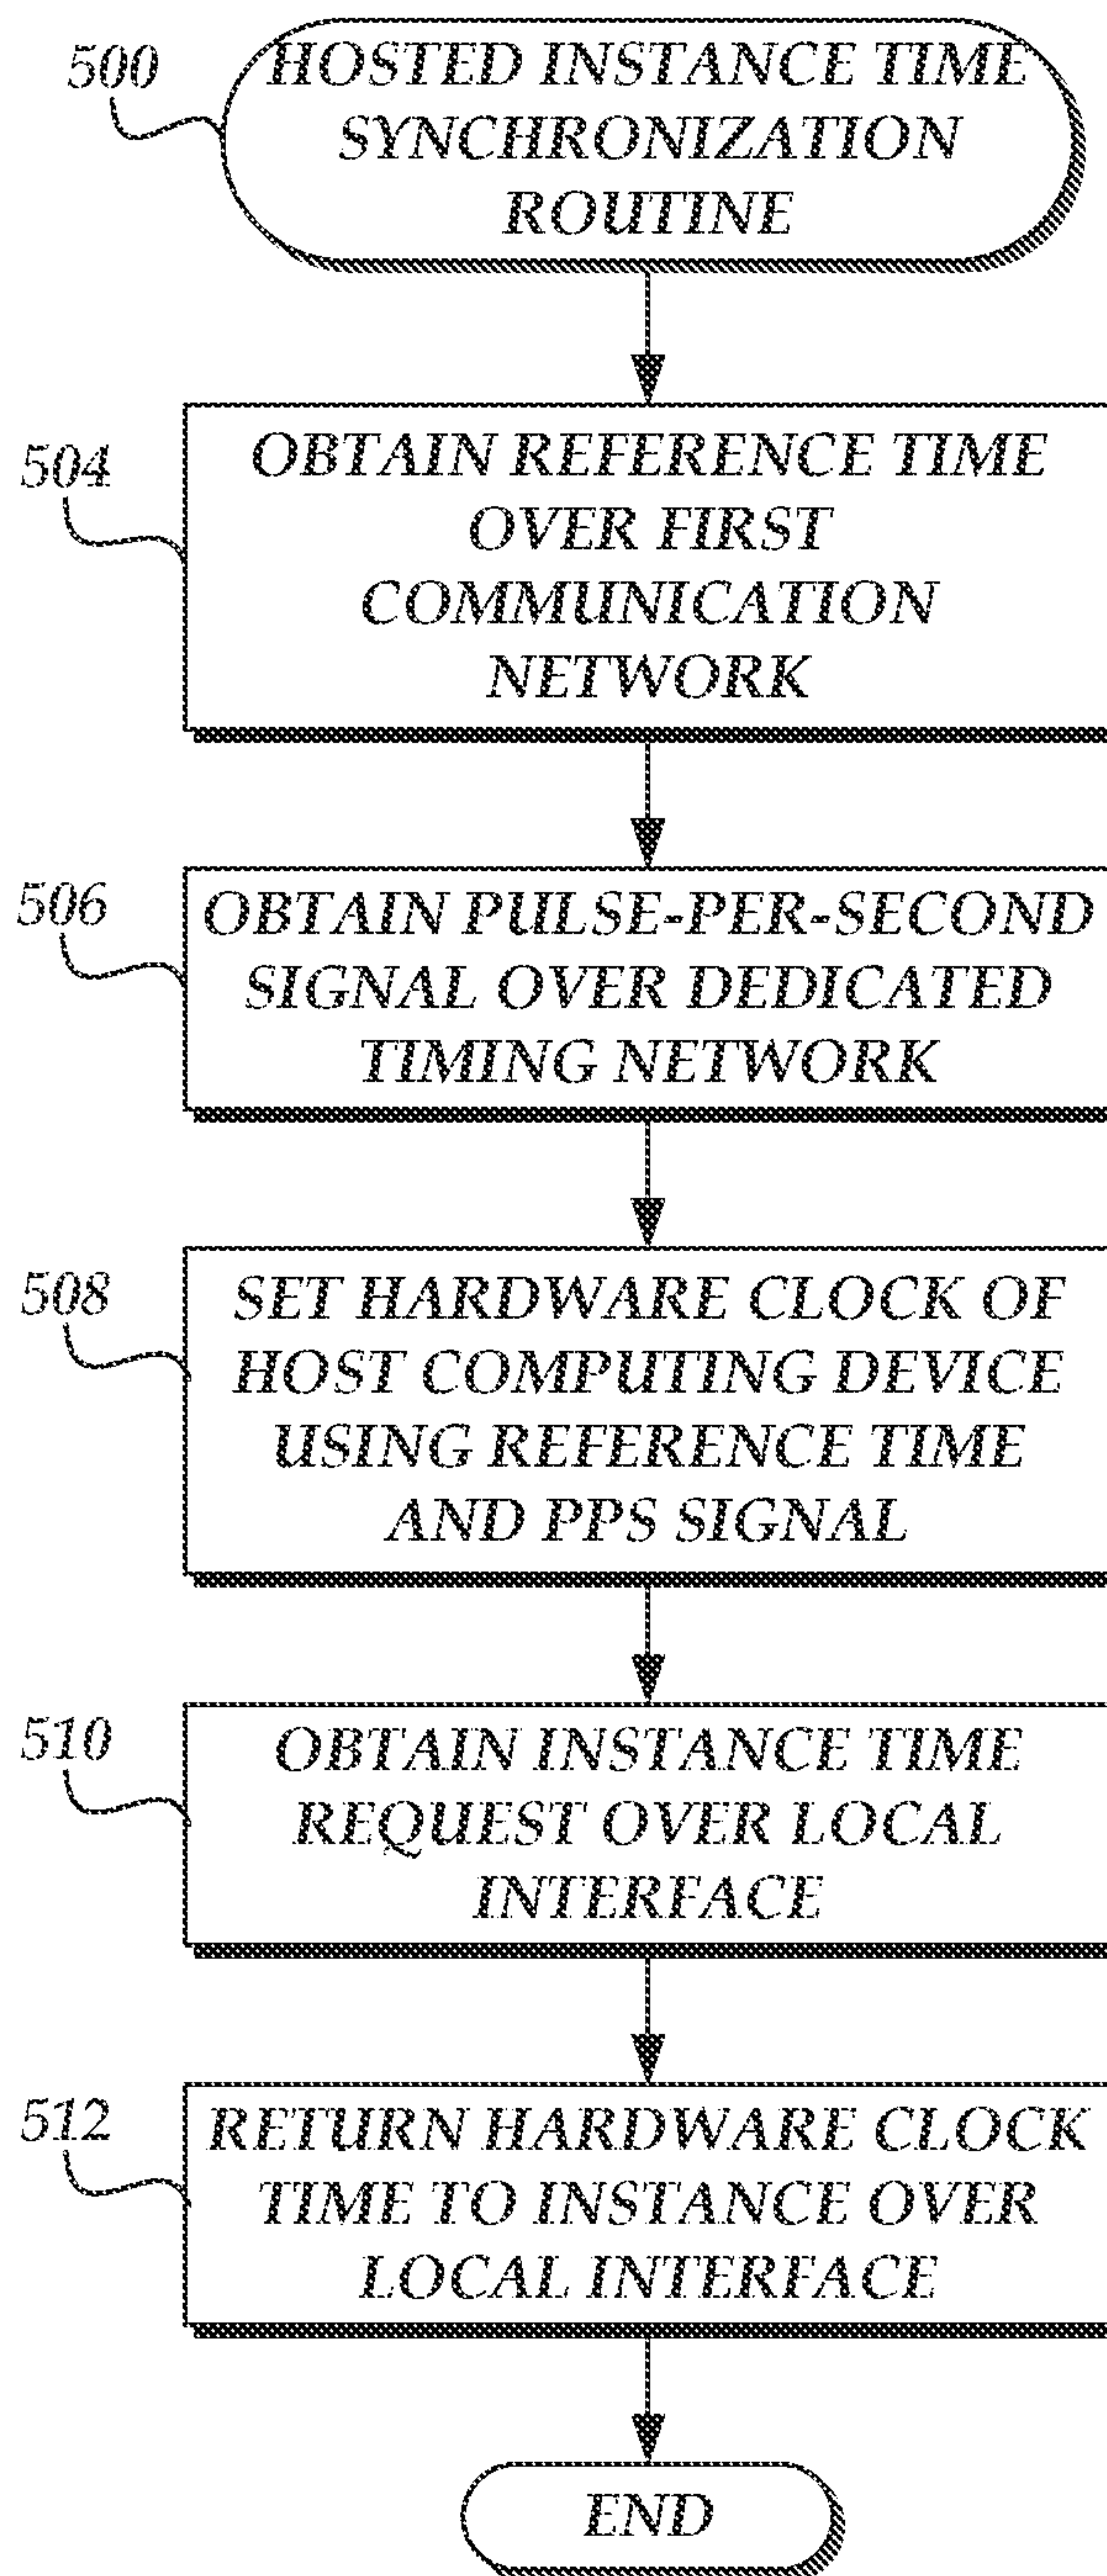 500
HOSTED INSTANCE TIME
SYNCHRONIZATION
ROUTINE
504
OBTAIN REFERENCE TIME
OVER FIRST
COMMUNICATION
NETWORK
506
OBTAIN PULSE-PER-SECOND
SIGNAL OVER DEDICATED
TIMING NETWORK
508
SET HARDWARE CLOCK OF
HOST COMPUTING DEVICE
USING REFERENCE TIME
AND PPS SIGNAL
510
OBTAIN INSTANCE TIME
REQUEST OVER LOCAL
INTERFACE
512
RETURN HARDWARE CLOCK
TIME TO INSTANCE OVER
LOCAL INTERFACE
END